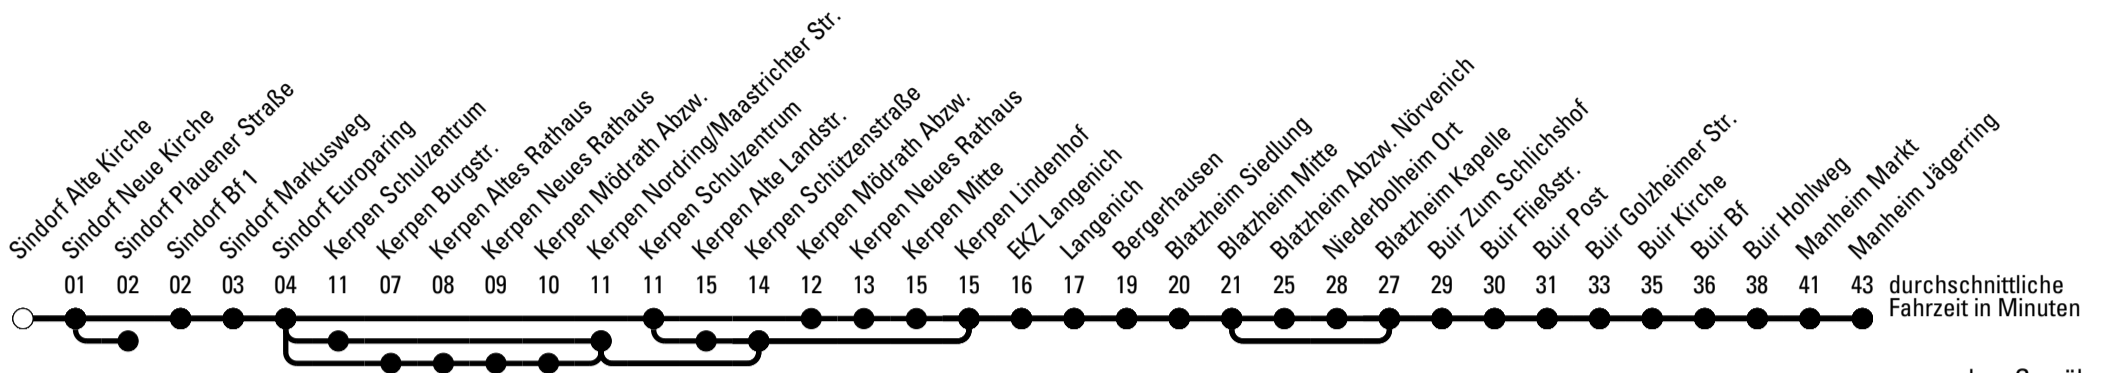 Sindorf Alte Kirche
Sindorf Neue Kirche
Sindorf Plauener Straße
Sindorf Bf 1
Sindorf Markusweg
Sindorf Europaring
Kerpen Schulzentrum
Kerpen Burgstr.
Kerpen Altes Rathaus
Kerpen Neues Rathaus
Kerpen Mödrath Abzw.
Kerpen Nordring/Maastrichter Str.
Kerpen Schulzentrum
Kerpen Alte Landstr.
Kerpen Schützenstraße
Kerpen Mödrath Abzw.
Kerpen Neues Rathaus
Kerpen Mitte
Kerpen Lindenhof
EKZ Langenich
Langenich
Bergerhausen
Blatzheim Siedlung
Blatzheim Mitte
Blatzheim Abzw. Nörvenich
Niederbolheim Ort
Blatzheim Kapelle
Buir Zum Schlichshof
Buir Fließstr.
Buir Post
Buir Golzheimer Str.
Buir Kirche
Buir Bf
Buir Hohlweg
Manheim Markt
Manheim Jägerring
01 02 02 03 04 11 07 08 09 10 11 11 15 14 12 13 15 15 16 17 19 20 21 25 28 27 29 30 31 33 35 36 38 41 43 durchschnittliche
Fahrzeit in Minuten